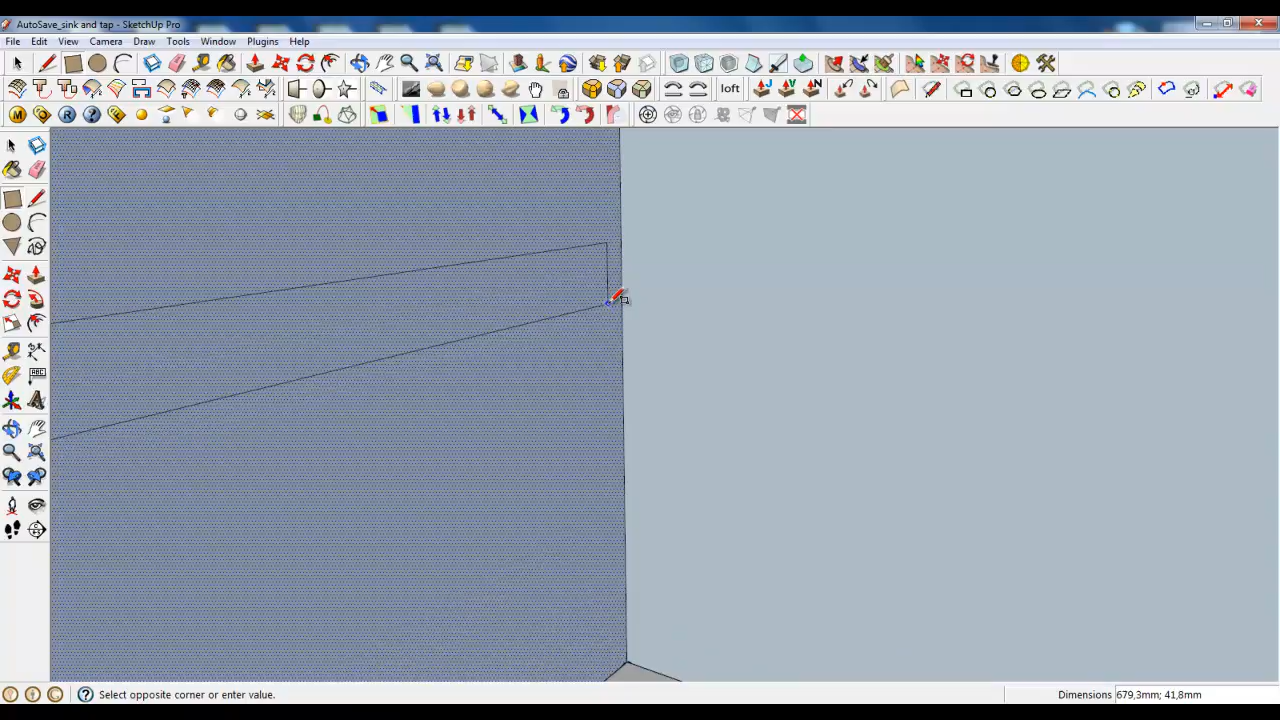 AutoSave_sink and tap - SketchUp Pro
File Edit View Camera Draw Tools Window Plugins Help
loft
M R ?
ABC
? Select opposite corner or enter value. Dimensions 679,3mm; 41,8mm